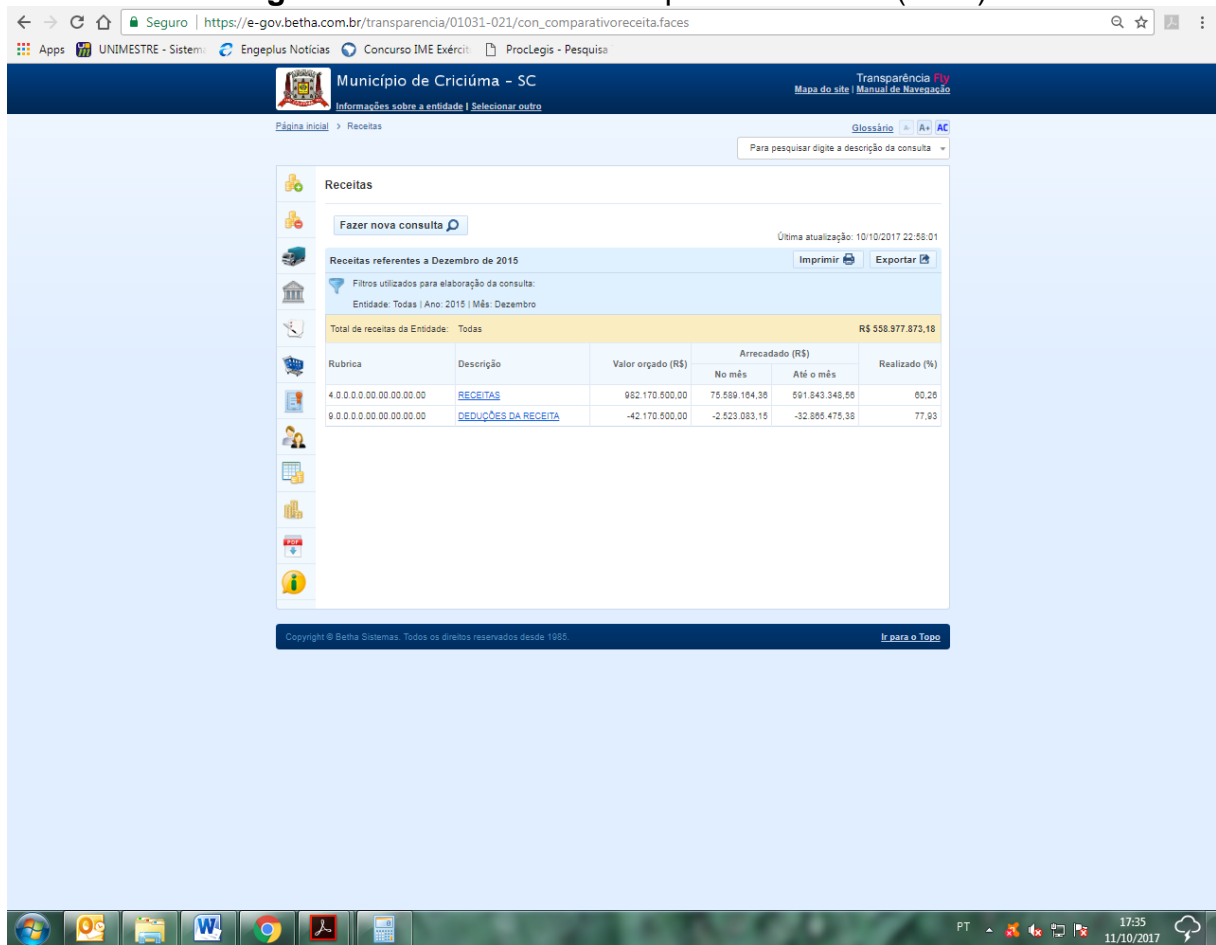 Seguro | https://e-gov.betha.com.br/transparencia/01031-021/con_comparativoreceita.faces
Apps UNIMESTRE - Sistema Engeplus Notícias Concurso IME Exército ProcLegis - Pesquisa
Município de Criciúma - SC
Transparência Fly
Mapa do site | Manual de Navegação
Informações sobre a entidade | Selecionar outro
Página inicial > Receitas
Glossário A- A+ AC
Para pesquisar digite a descrição da consulta
Receitas
Fazer nova consulta
Última atualização: 10/10/2017 22:58:01
Receitas referentes a Dezembro de 2015 Imprimir Exportar
Filtros utilizados para elaboração da consulta:
Entidade: Todas | Ano: 2015 | Mês: Dezembro
Total de receitas da Entidade: Todas R$ 558.977.873,18
Rubrica Descrição Valor orçado (R$) Arrecadado (R$) Realizado (%)
No mês Até o mês
4.0.0.0.0.00.00.00.00.00 RECEITAS 982.170.500,00 75.589.164,36 591.843.348,56 60,26
9.0.0.0.0.00.00.00.00.00 DEDUÇÕES DA RECEITA -42.170.500,00 -2.523.083,15 -32.865.475,38 77,93
PDF
Copyright © Betha Sistemas. Todos os direitos reservados desde 1985. Ir para o Topo
PT 17:35
11/10/2017